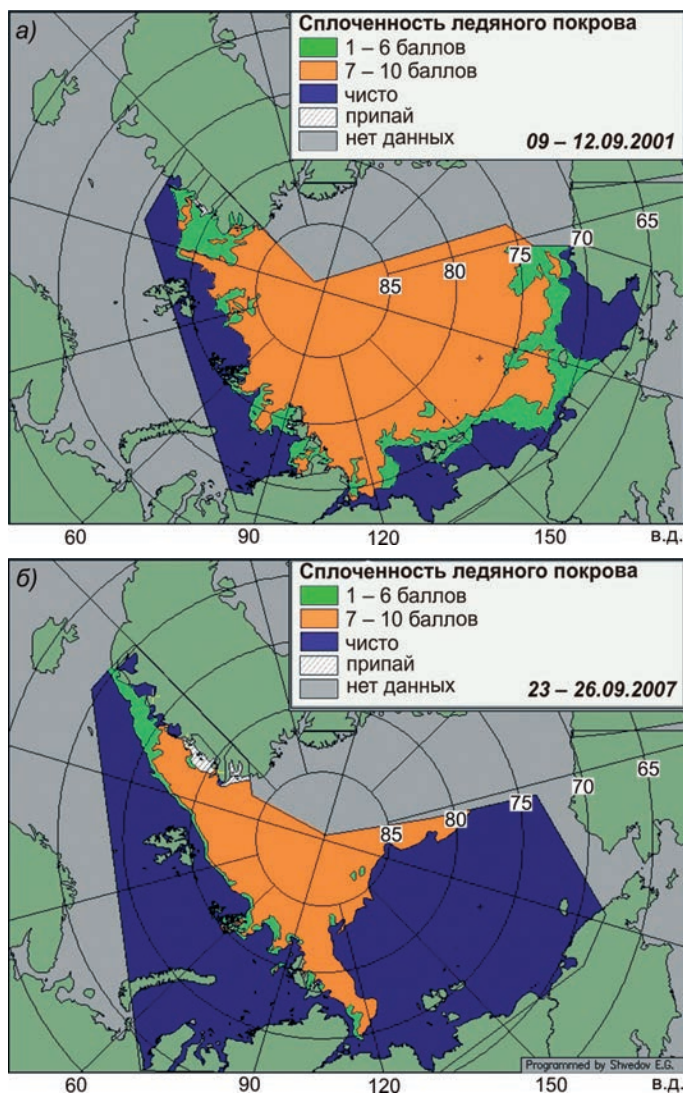 а)
Сплоченность ледяного покрова
1 – 6 баллов
7 – 10 баллов
чисто
припай
нет данных
09 – 12.09.2001
65
70
75
80
85
60 90 120 150 в.д.
б)
Сплоченность ледяного покрова
1 – 6 баллов
7 – 10 баллов
чисто
припай
нет данных
23 – 26.09.2007
65
70
75
80
85
Programmed by Shvedov E.G.
60 90 120 150 в.д.